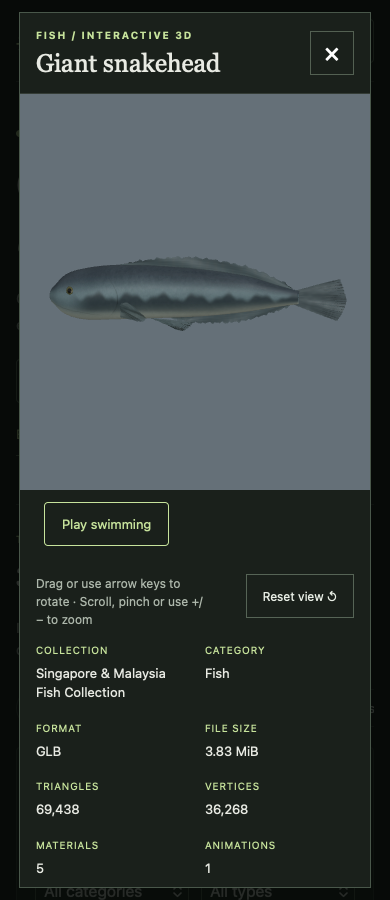 FISH / INTERACTIVE 3D
Giant snakehead
×
Play swimming
Drag or use arrow keys to
rotate · Scroll, pinch or use +/
− to zoom
Reset view ↺
COLLECTION
Singapore & Malaysia
Fish Collection
CATEGORY
Fish
FORMAT
GLB
FILE SIZE
3.83 MiB
TRIANGLES
69,438
VERTICES
36,268
MATERIALS
5
ANIMATIONS
1
All categories
All types